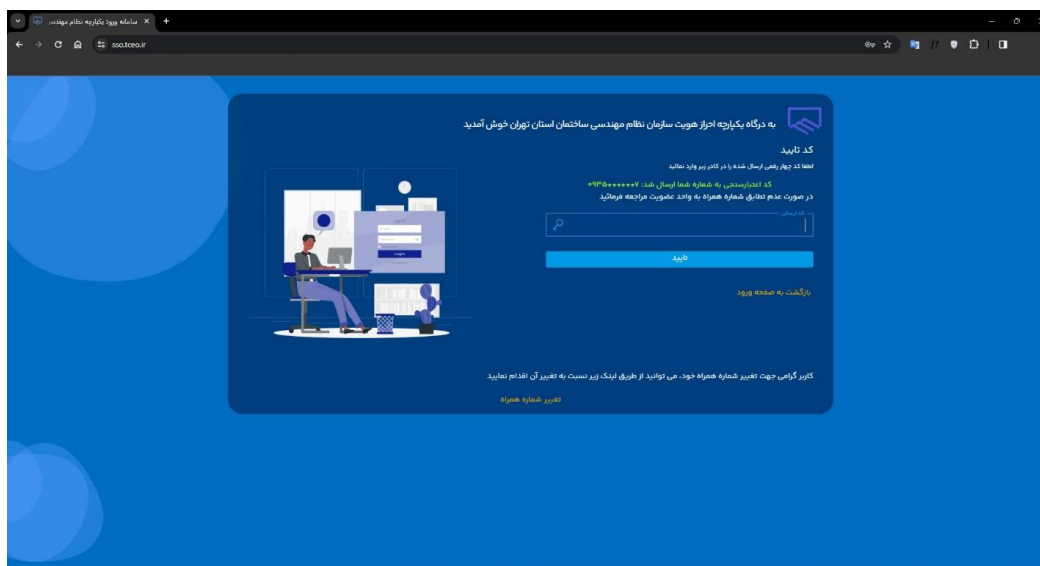 سامانه ورود یکپارچه نظام مهندسی
sso.tceo.ir
به درگاه یکپارچه احراز هویت سازمان نظام مهندسی ساختمان استان تهران خوش آمدید
کد تایید
لطفا کد چهار رقمی ارسال شده را در کادر زیر وارد نمائید
کد اعتبارسنجی به شماره شما ارسال شد: ۰۹۳۵۰۰۰۰۰۰۷
در صورت عدم تطابق شماره همراه به واحد عضویت مراجعه فرمائید
کد ارسالی
تایید
بازگشت به صفحه ورود
Login
کاربر گرامی جهت تغییر شماره همراه خود، می توانید از طریق لینک زیر نسبت به تغییر آن اقدام نمایید
تغییر شماره همراه